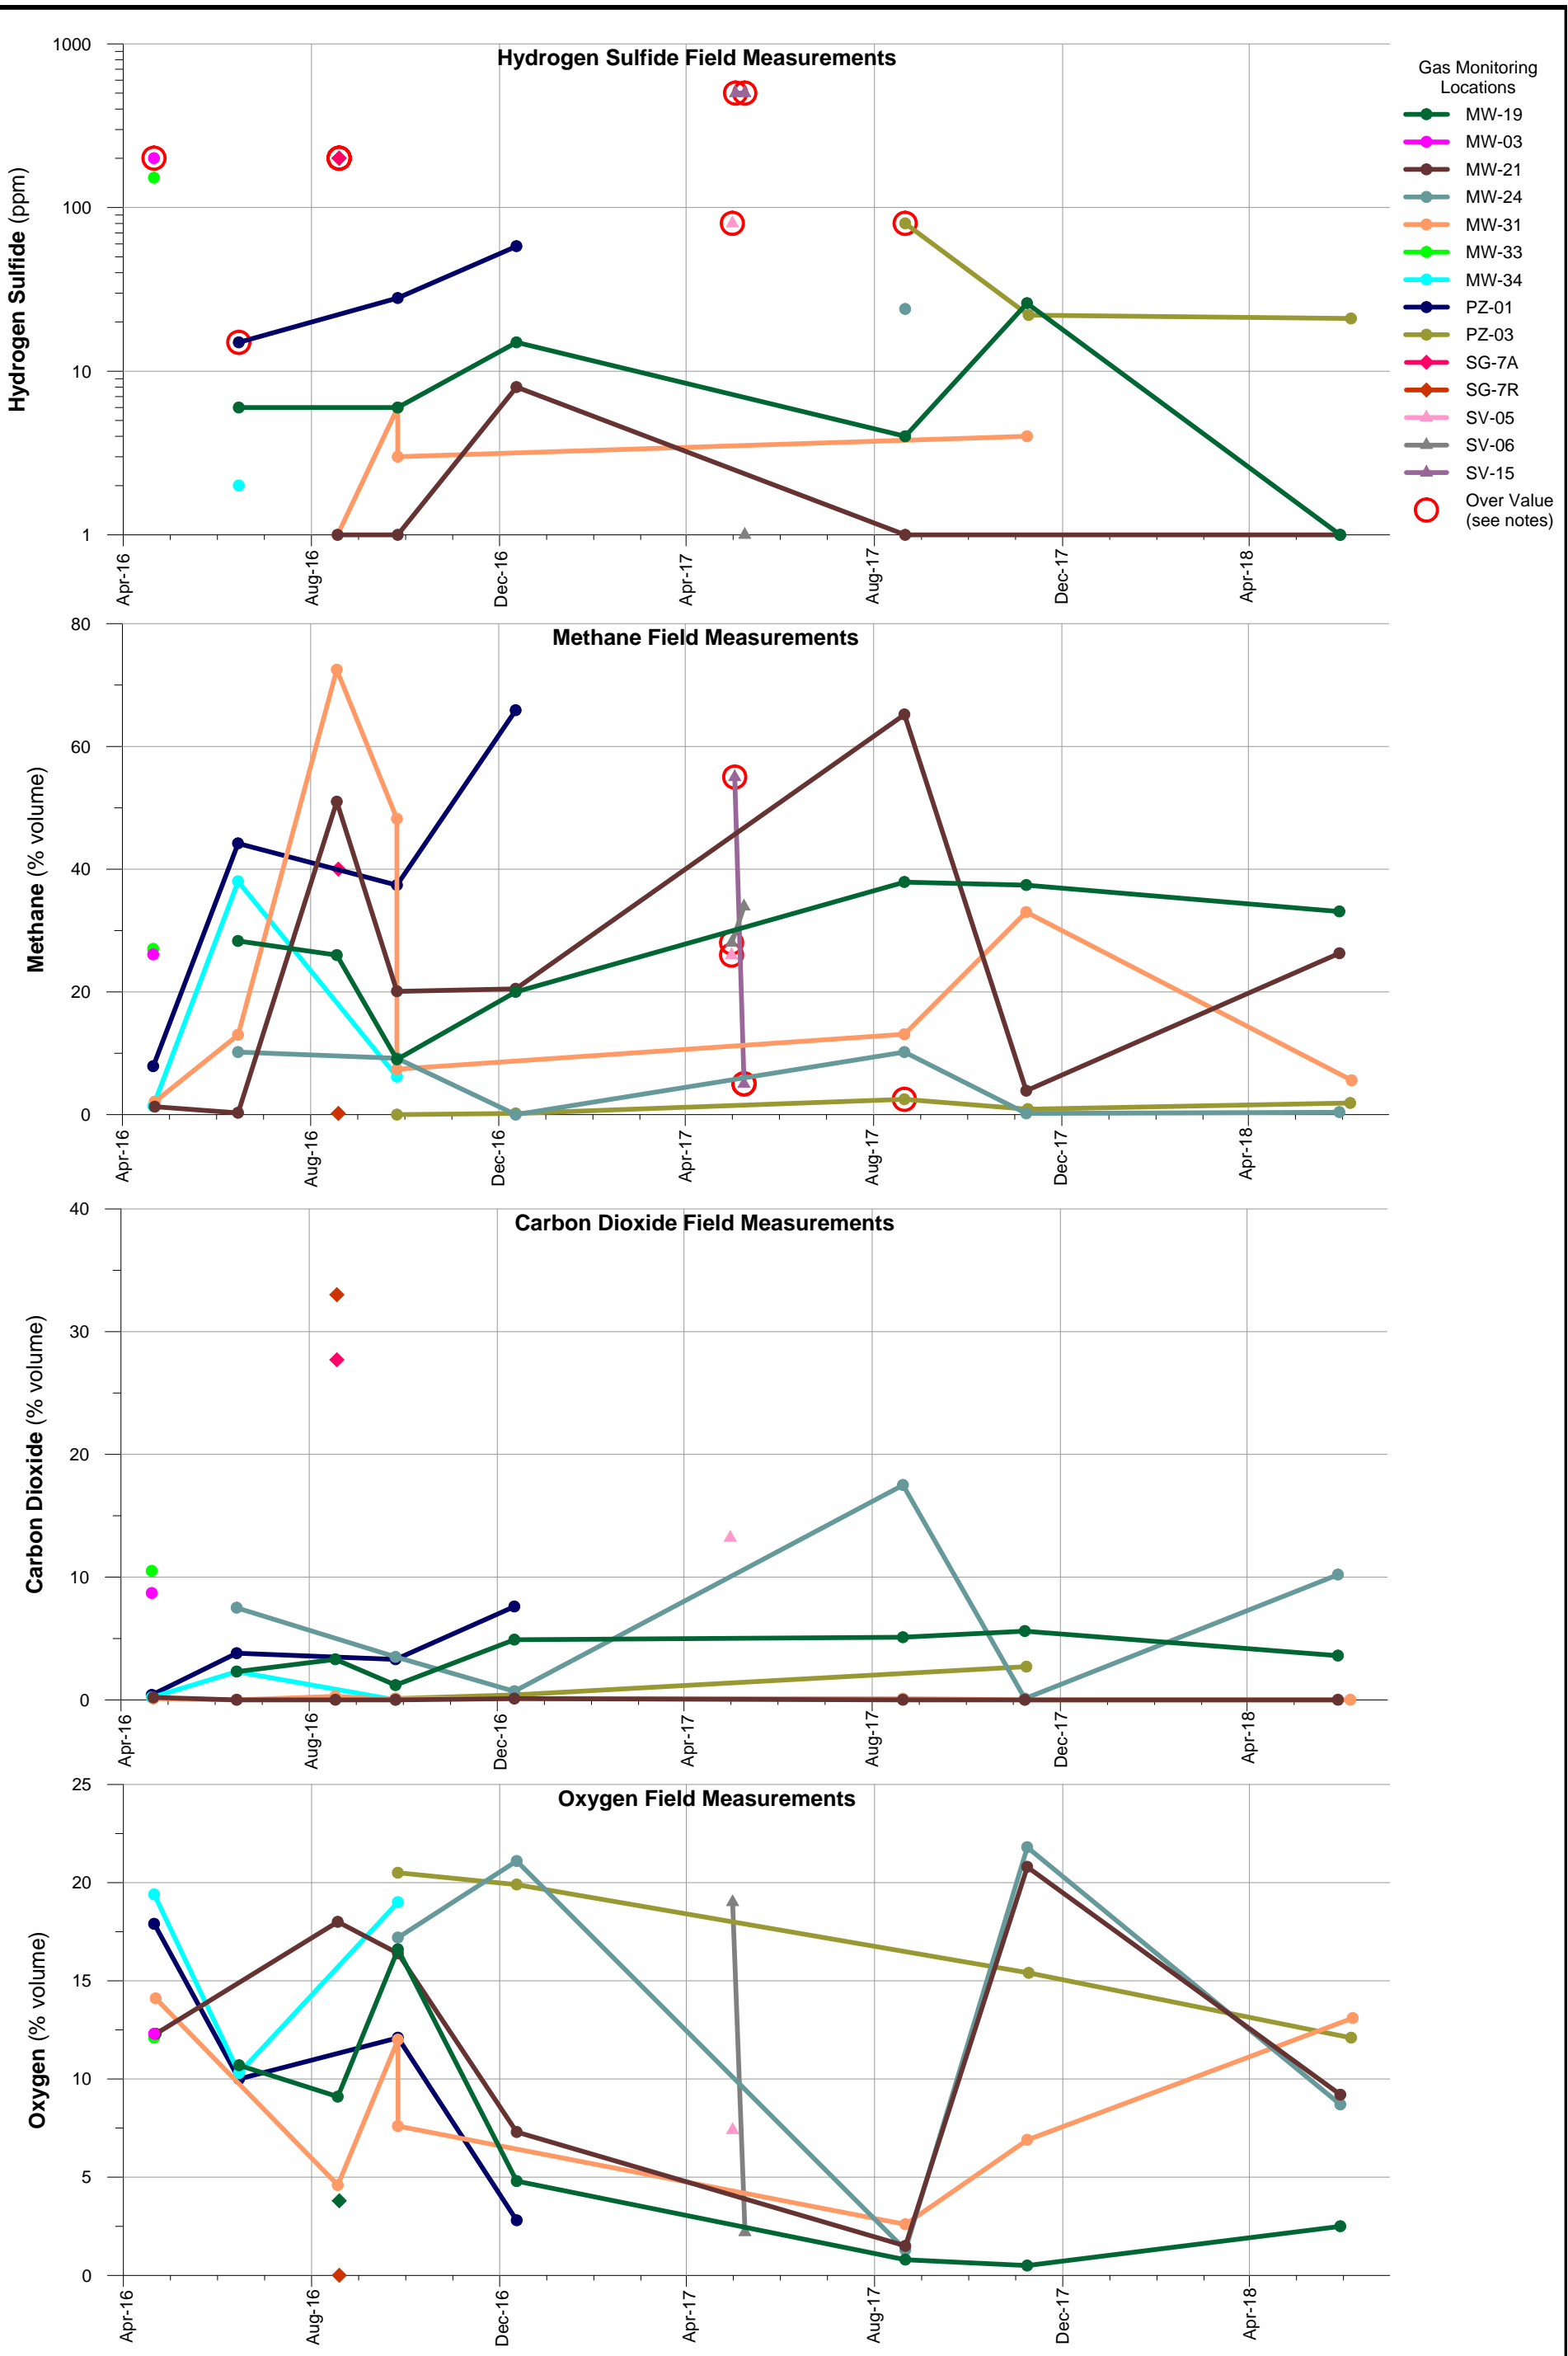 Hydrogen Sulfide Field Measurements
Hydrogen Sulfide (ppm)
1000
100
10
1
Apr-16
Aug-16
Dec-16
Apr-17
Aug-17
Dec-17
Apr-18
Gas Monitoring
Locations
MW-19
MW-03
MW-21
MW-24
MW-31
MW-33
MW-34
PZ-01
PZ-03
SG-7A
SG-7R
SV-05
SV-06
SV-15
Over Value
(see notes)
Methane Field Measurements
Methane (% volume)
80
60
40
20
0
Apr-16
Aug-16
Dec-16
Apr-17
Aug-17
Dec-17
Apr-18
Carbon Dioxide Field Measurements
Carbon Dioxide (% volume)
40
30
20
10
0
Apr-16
Aug-16
Dec-16
Apr-17
Aug-17
Dec-17
Apr-18
Oxygen Field Measurements
Oxygen (% volume)
25
20
15
10
5
0
Apr-16
Aug-16
Dec-16
Apr-17
Aug-17
Dec-17
Apr-18